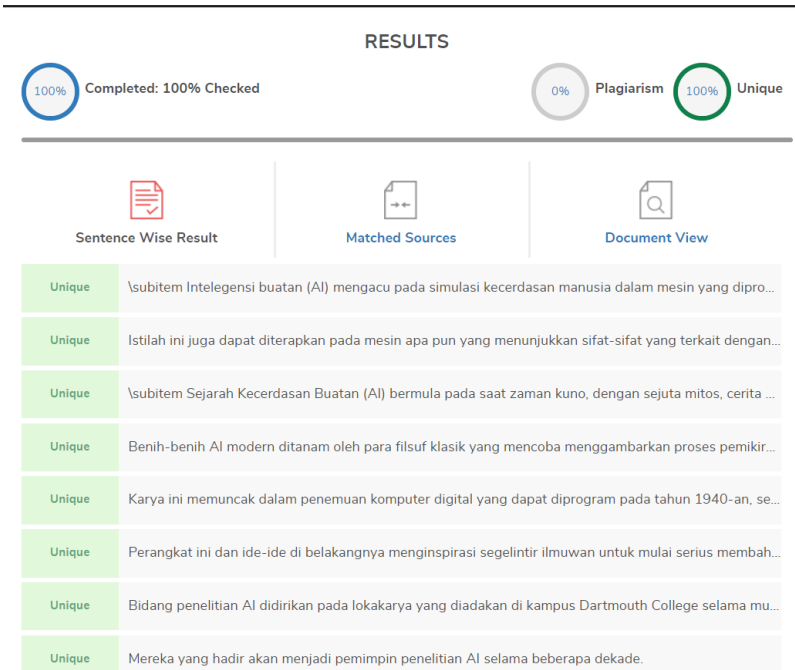 RESULTS
100% Completed: 100% Checked 0% Plagiarism 100% Unique
Sentence Wise Result Matched Sources Document View
Unique \subitem Intelegensi buatan (AI) mengacu pada simulasi kecerdasan manusia dalam mesin yang dipro...
Unique Istilah ini juga dapat diterapkan pada mesin apa pun yang menunjukkan sifat-sifat yang terkait dengan...
Unique \subitem Sejarah Kecerdasan Buatan (AI) bermula pada saat zaman kuno, dengan sejuta mitos, cerita ...
Unique Benih-benih AI modern ditanam oleh para filsuf klasik yang mencoba menggambarkan proses pemikir...
Unique Karya ini memuncak dalam penemuan komputer digital yang dapat diprogram pada tahun 1940-an, se...
Unique Perangkat ini dan ide-ide di belakangnya menginspirasi segelintir ilmuwan untuk mulai serius membah...
Unique Bidang penelitian AI didirikan pada lokakarya yang diadakan di kampus Dartmouth College selama mu...
Unique Mereka yang hadir akan menjadi pemimpin penelitian AI selama beberapa dekade.